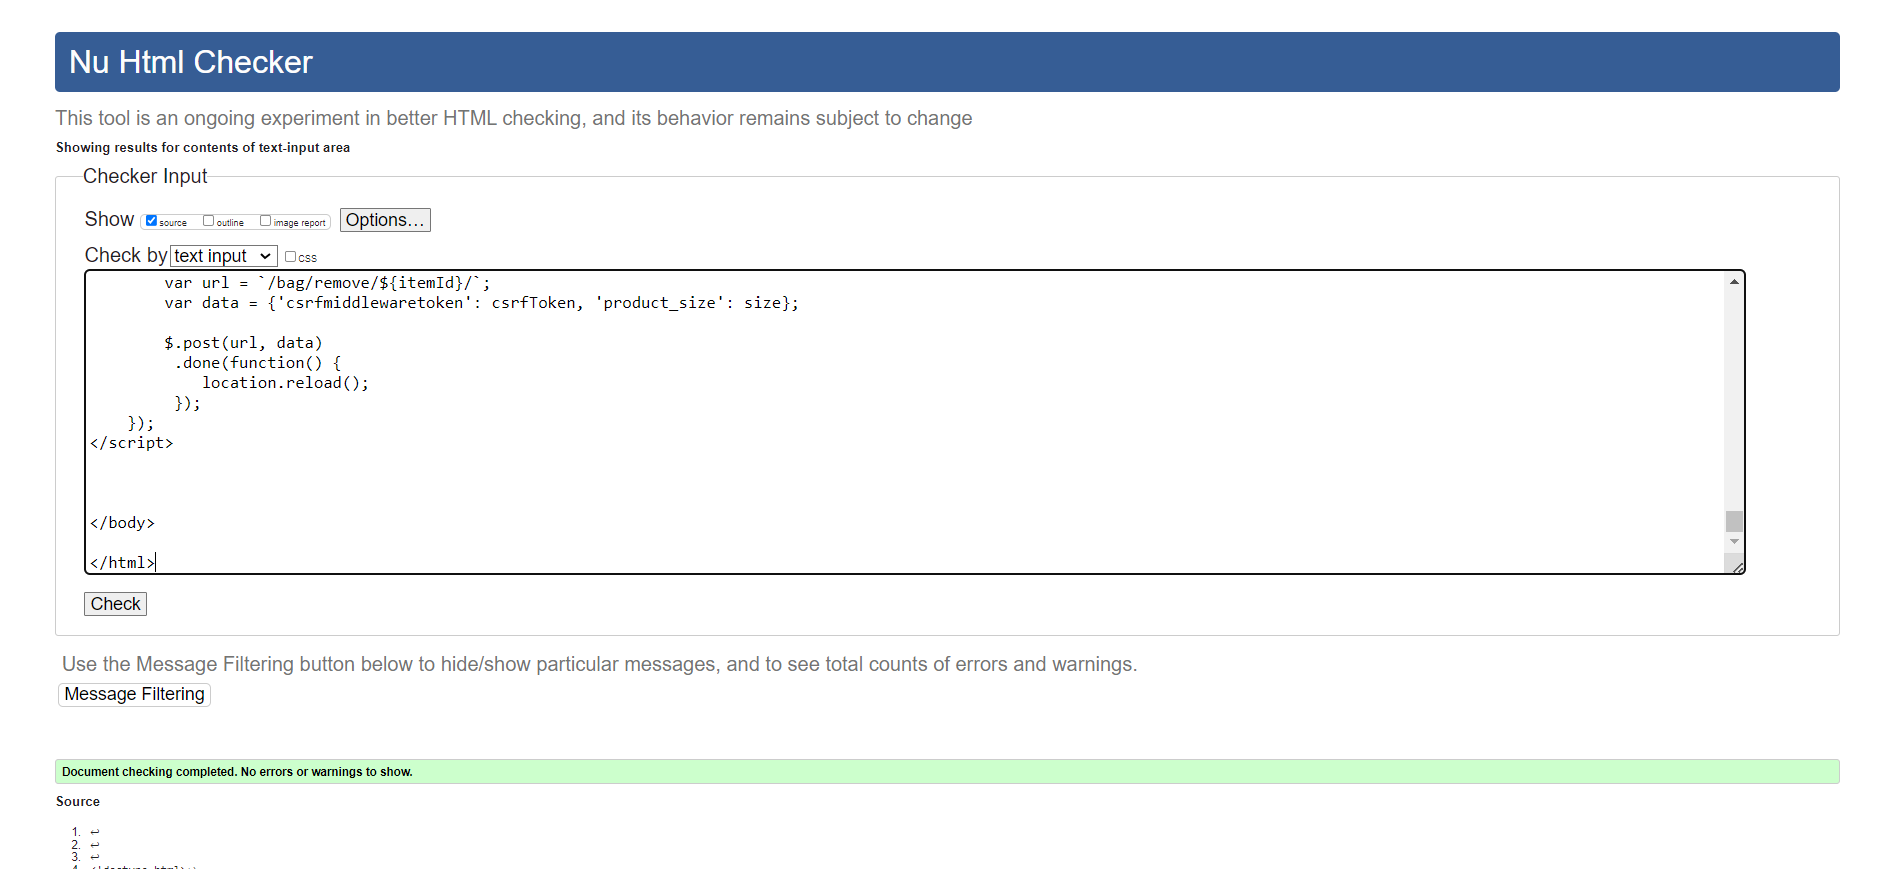 Nu Html Checker
This tool is an ongoing experiment in better HTML checking, and its behavior remains subject to change
Showing results for contents of text-input area
Checker Input
Show source outline image report Options...
Check by text input css
var url = `/bag/remove/${itemId}/`;
var data = {'csrfmiddlewaretoken': csrfToken, 'product_size': size};
$.post(url, data)
.done(function() {
location.reload();
});
});
</script>
</body>
</html>
Check
Use the Message Filtering button below to hide/show particular messages, and to see total counts of errors and warnings.
Message Filtering
Document checking completed. No errors or warnings to show.
Source
1. ↩
2. ↩
3. ↩